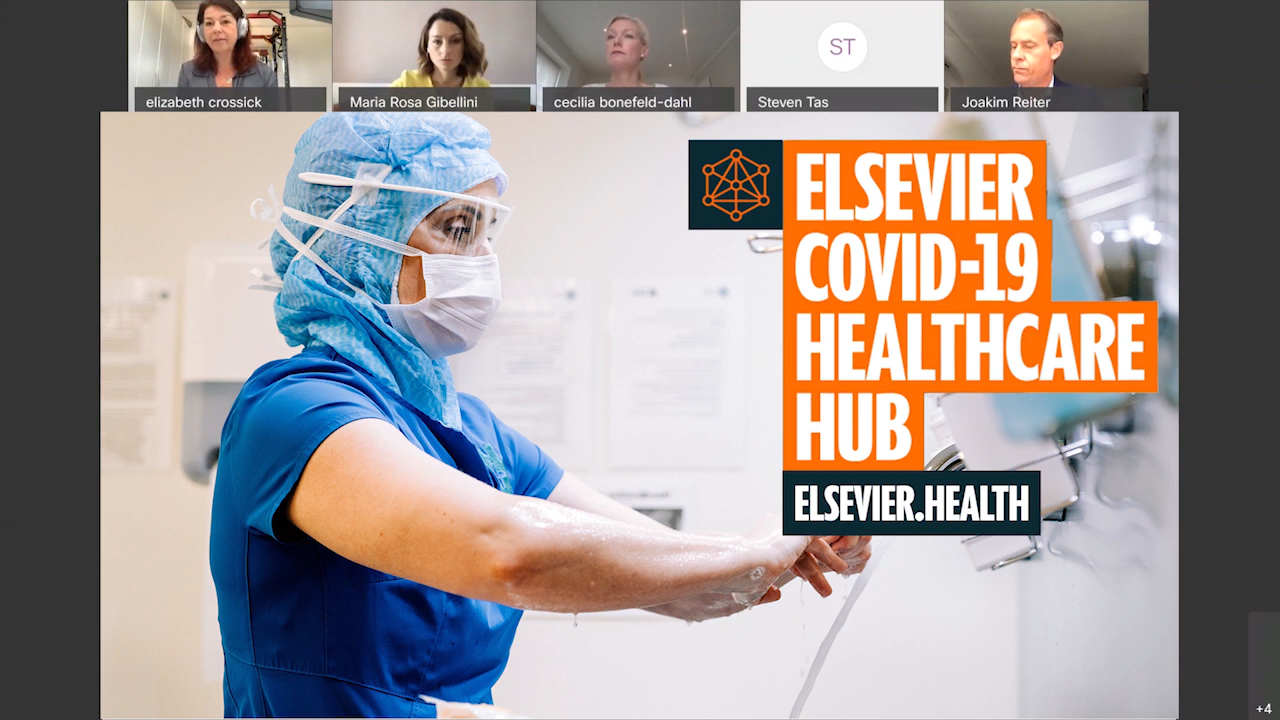 elizabeth crossick
Maria Rosa Gibellini
cecilia bonefeld-dahl
ST
Steven Tas
Joakim Reiter
ELSEVIER
COVID-19
HEALTHCARE
HUB
ELSEVIER.HEALTH
+4